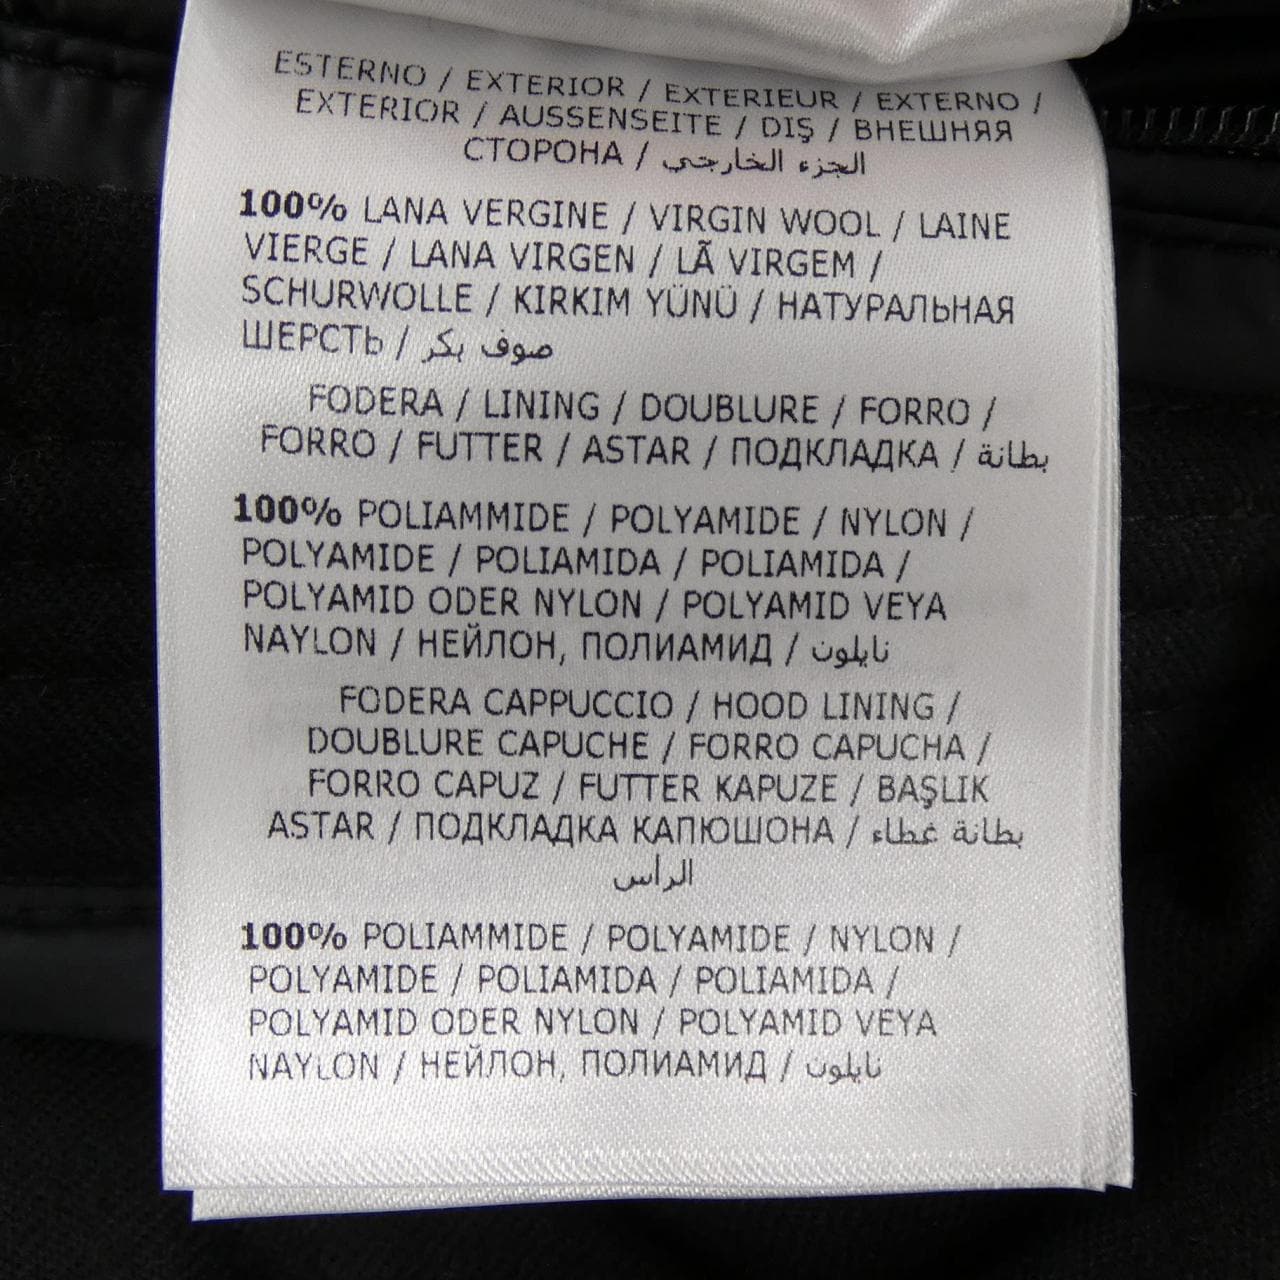 ESTERNO / EXTERIOR / EXTERIEUR / EXTERNO /
EXTERIOR / AUSSENSEITE / DIŞ / ВНЕШНЯЯ
СТОРОНА / الجزء الخارجي
100% LANA VERGINE / VIRGIN WOOL / LAINE
VIERGE / LANA VIRGEN / LÃ VIRGEM /
SCHURWOLLE / KIRKIM YÜNÜ / НАТУРАЛЬНАЯ
ШЕРСТЬ / صوف بكر
FODERA / LINING / DOUBLURE / FORRO /
FORRO / FUTTER / ASTAR / ПОДКЛАДКА / بطانة
100% POLIAMMIDE / POLYAMIDE / NYLON /
POLYAMIDE / POLIAMIDA / POLIAMIDA /
POLYAMID ODER NYLON / POLYAMID VEYA
NAYLON / НЕЙЛОН, ПОЛИАМИД / نايلون
FODERA CAPPUCCIO / HOOD LINING /
DOUBLURE CAPUCHE / FORRO CAPUCHA /
FORRO CAPUZ / FUTTER KAPUZE / BAŞLIK
ASTAR / ПОДКЛАДКА КАПЮШОНА / بطانة غطاء
الرأس
100% POLIAMMIDE / POLYAMIDE / NYLON /
POLYAMIDE / POLIAMIDA / POLIAMIDA /
POLYAMID ODER NYLON / POLYAMID VEYA
NAYLON / НЕЙЛОН, ПОЛИАМИД / نايلون